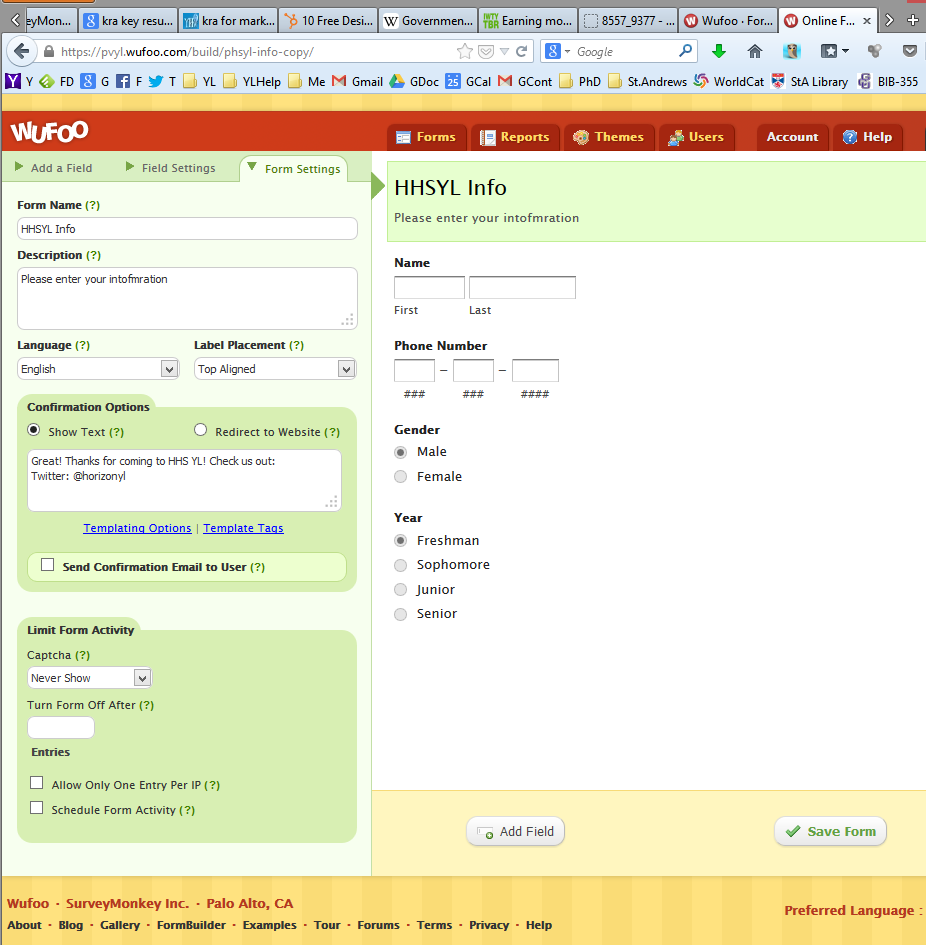 eyMon...
kra key resu...
kra for mark...
10 Free Desi...
Governmen...
Earning mo...
8557_9377 - ...
Wufoo · For...
Online F...
https://pvyl.wufoo.com/build/phsyl-info-copy/
Google
Y FD G F T YL YLHelp Me Gmail GDoc GCal GCont PhD St.Andrews WorldCat StA Library BIB-355
WUFOO
Forms
Reports
Themes
Users
Account
Help
Add a Field
Field Settings
Form Settings
Form Name (?)
HHSYL Info
Description (?)
Please enter your intofmration
Language (?)
Label Placement (?)
English
Top Aligned
Confirmation Options
Show Text (?)
Redirect to Website (?)
Great! Thanks for coming to HHS YL! Check us out:
Twitter: @horizonyl
Templating Options | Template Tags
Send Confirmation Email to User (?)
Limit Form Activity
Captcha (?)
Never Show
Turn Form Off After (?)
Entries
Allow Only One Entry Per IP (?)
Schedule Form Activity (?)
HHSYL Info
Please enter your intofmration
Name
First
Last
Phone Number
– –
### ### ####
Gender
Male
Female
Year
Freshman
Sophomore
Junior
Senior
Add Field
Save Form
Wufoo · SurveyMonkey Inc. · Palo Alto, CA
About · Blog · Gallery · FormBuilder · Examples · Tour · Forums · Terms · Privacy · Help
Preferred Language :